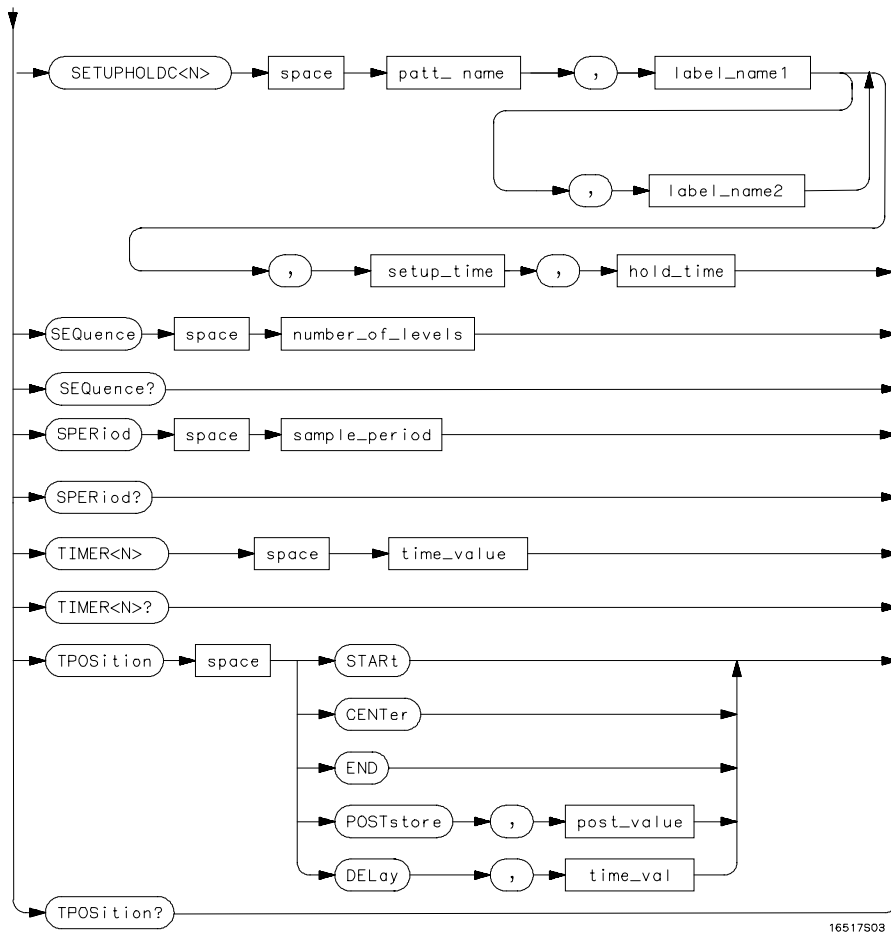 SETUPHOLDC<N> space patt_ name , label_name1
, label_name2
, setup_time , hold_time
SEQuence space number_of_levels
SEQuence?
SPERiod space sample_period
SPERiod?
TIMER<N> space time_value
TIMER<N>?
TPOSition space STARt
CENTer
END
POSTstore , post_value
DELay , time_val
TPOSition?
16517S03